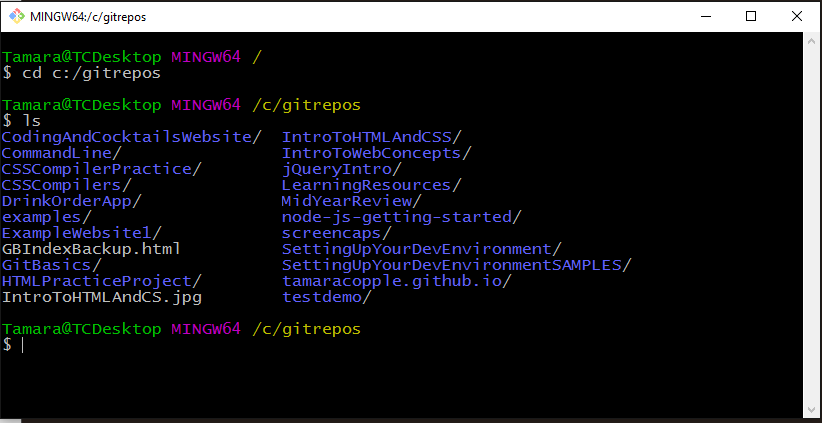 MINGW64:/c/gitrepos
Tamara@TCDesktop MINGW64 /
$ cd c:/gitrepos
Tamara@TCDesktop MINGW64 /c/gitrepos
$ ls
CodingAndCocktailsWebsite/  IntroToHTMLAndCSS/
CommandLine/                IntroToWebConcepts/
CSSCompilerPractice/        jQueryIntro/
CSSCompilers/               LearningResources/
DrinkOrderApp/              MidYearReview/
examples/                   node-js-getting-started/
ExampleWebsite1/            screencaps/
GBIndexBackup.html          SettingUpYourDevEnvironment/
GitBasics/                  SettingUpYourDevEnvironmentSAMPLES/
HTMLPracticeProject/        tamaracopple.github.io/
IntroToHTMLAndCS.jpg        testdemo/
Tamara@TCDesktop MINGW64 /c/gitrepos
$